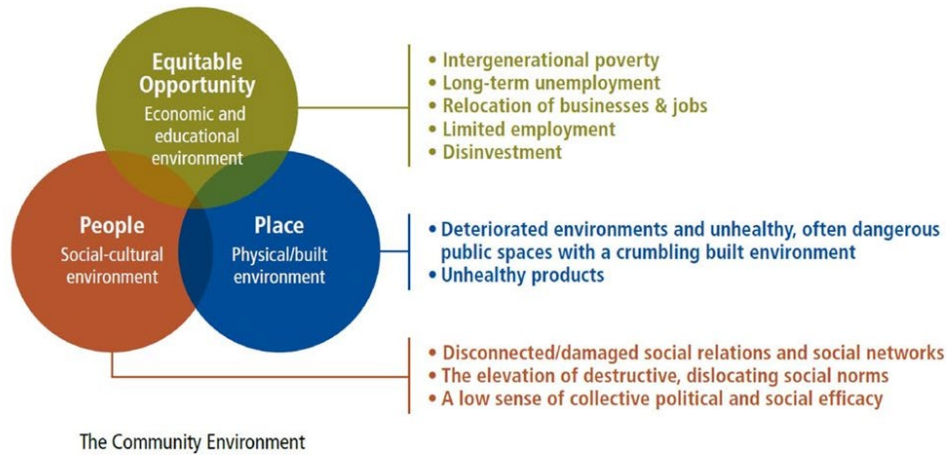 Equitable
Opportunity
Economic and
educational
environment
• Intergenerational poverty
• Long-term unemployment
• Relocation of businesses & jobs
• Limited employment
• Disinvestment
People
Social-cultural
environment
Place
Physical/built
environment
• Deteriorated environments and unhealthy, often dangerous
public spaces with a crumbling built environment
• Unhealthy products
• Disconnected/damaged social relations and social networks
• The elevation of destructive, dislocating social norms
• A low sense of collective political and social efficacy
The Community Environment